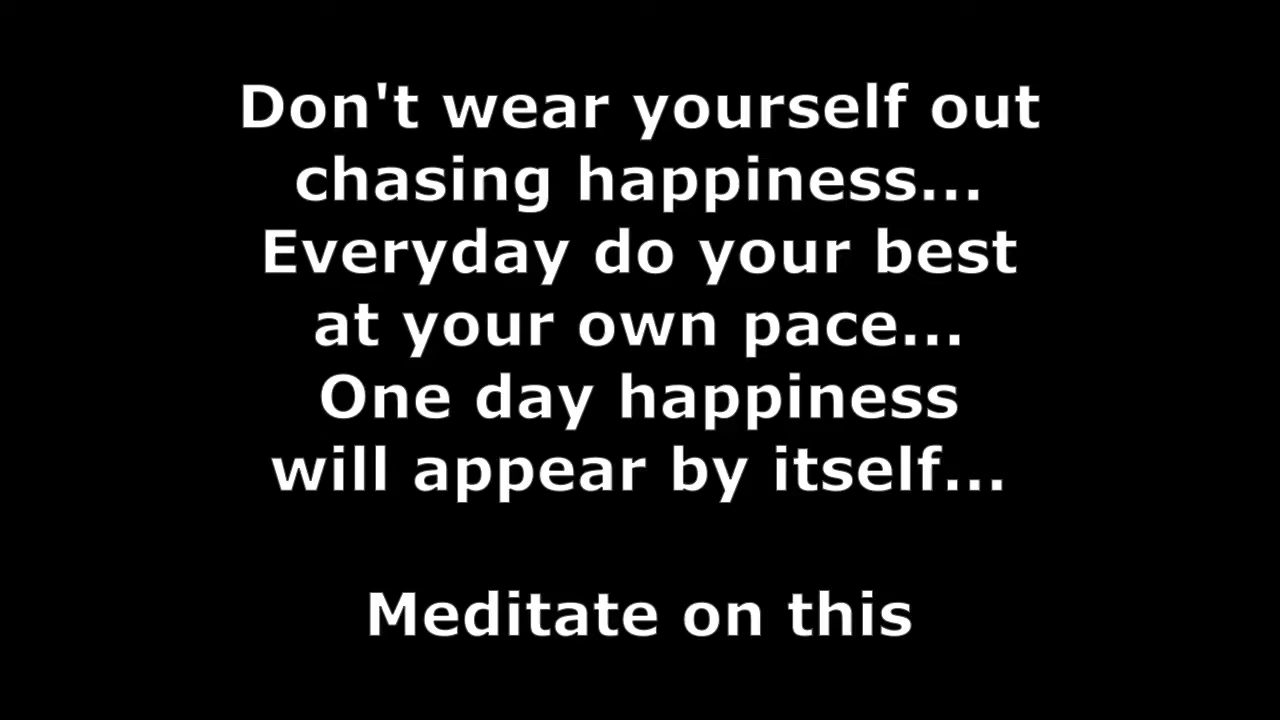 Don't wear yourself out
chasing happiness...
Everyday do your best
at your own pace...
One day happiness
will appear by itself...
Meditate on this